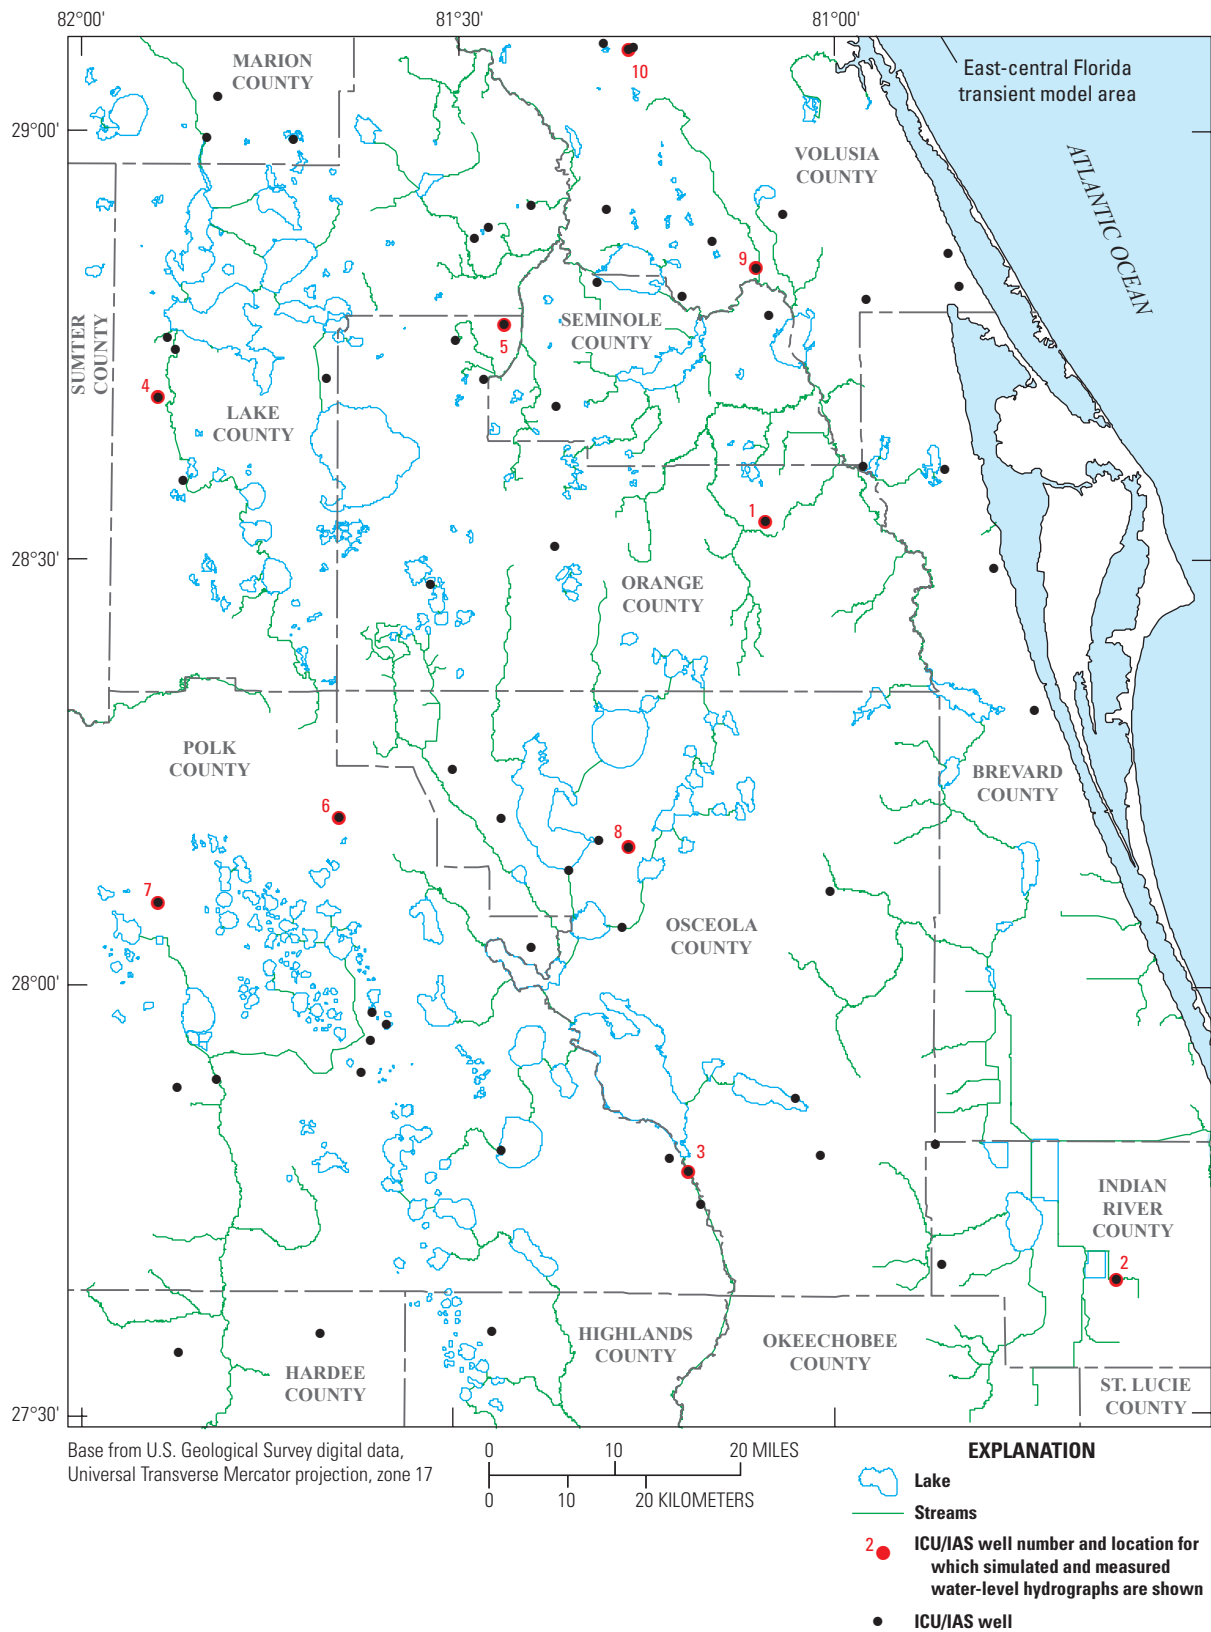 82°00'
81°30'
81°00'
MARION
COUNTY
10
East-central Florida
transient model area
29°00'
VOLUSIA
COUNTY
ATLANTIC OCEAN
9
SUMTER
COUNTY
5
SEMINOLE
COUNTY
4
LAKE
COUNTY
1
28°30'
ORANGE
COUNTY
POLK
COUNTY
BREVARD
COUNTY
6
8
7
OSCEOLA
COUNTY
28°00'
3
INDIAN
RIVER
COUNTY
2
HIGHLANDS
COUNTY
OKEECHOBEE
COUNTY
HARDEE
COUNTY
ST. LUCIE
COUNTY
27°30'
Base from U.S. Geological Survey digital data,
Universal Transverse Mercator projection, zone 17
0 10 20 MILES
0 10 20 KILOMETERS
EXPLANATION
Lake
Streams
2 ICU/IAS well number and location for
which simulated and measured
water-level hydrographs are shown
ICU/IAS well